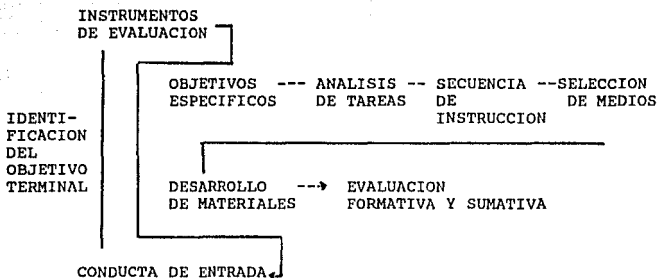 INSTRUMENTOS
DE EVALUACION
OBJETIVOS --- ANALISIS -- SECUENCIA --SELECCION
ESPECIFICOS DE TAREAS DE DE MEDIOS
INSTRUCCION
IDENTI-
FICACION
DEL
OBJETIVO
TERMINAL
DESARROLLO ---> EVALUACION
DE MATERIALES FORMATIVA Y SUMATIVA
CONDUCTA DE ENTRADA